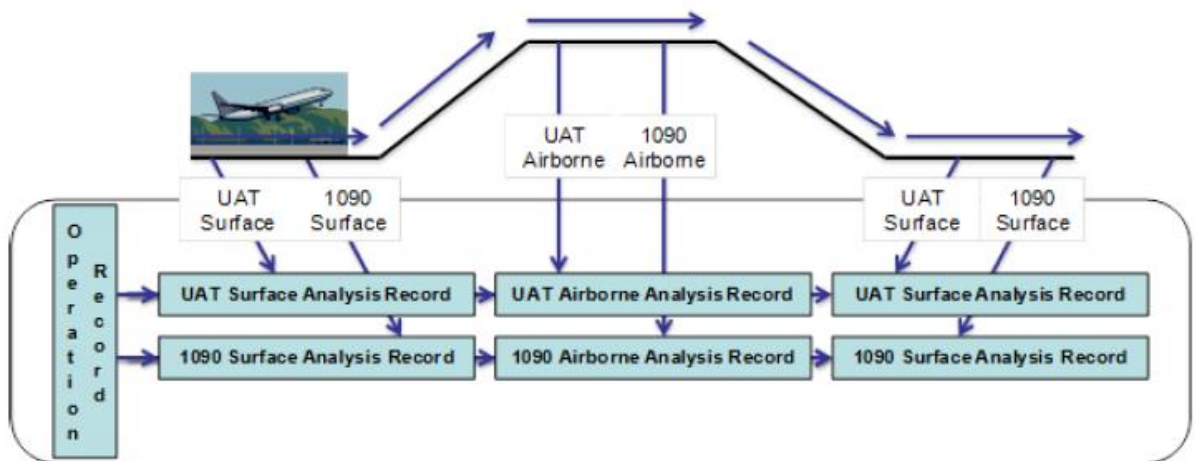 UAT
Airborne
1090
Airborne
UAT
Surface
1090
Surface
UAT
Surface
1090
Surface
Operation
Record
UAT Surface Analysis Record
UAT Airborne Analysis Record
UAT Surface Analysis Record
1090 Surface Analysis Record
1090 Airborne Analysis Record
1090 Surface Analysis Record